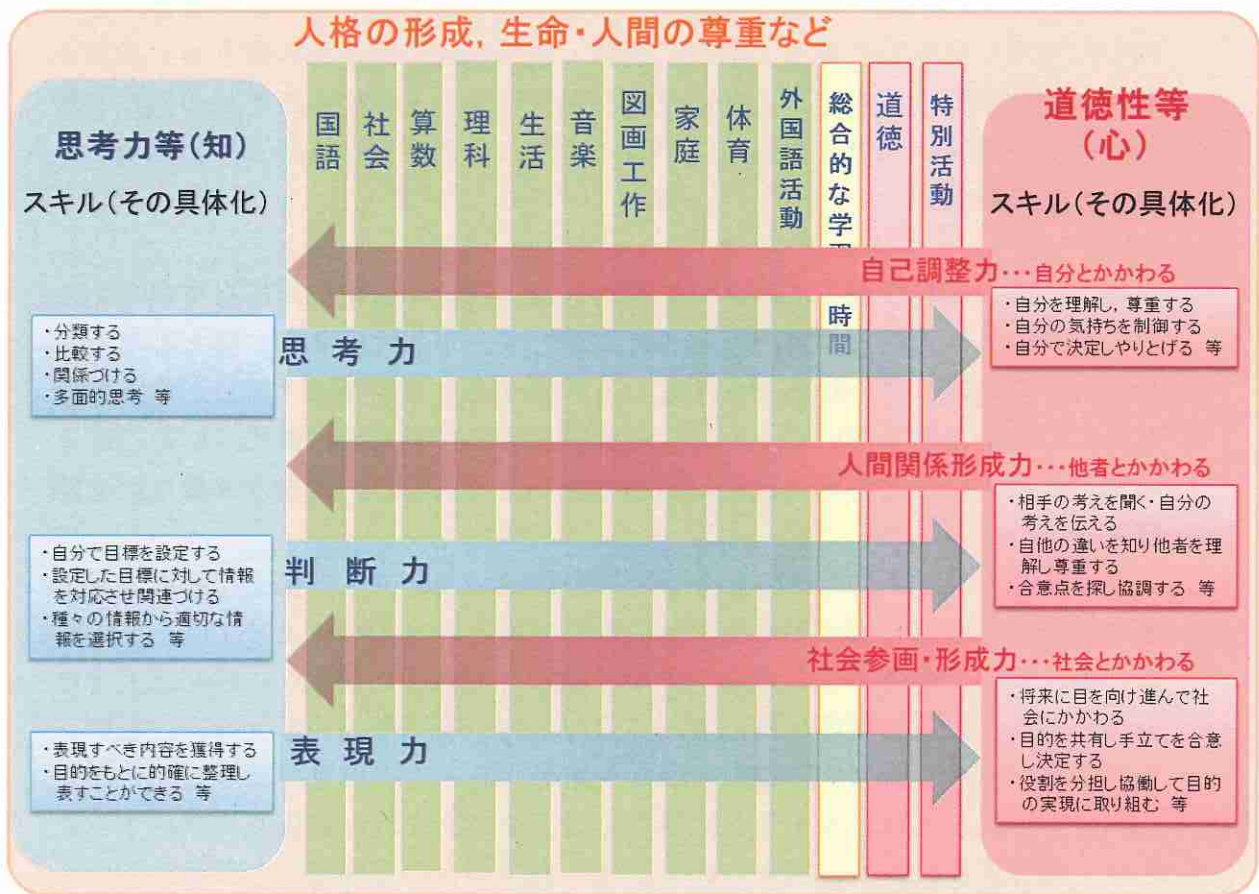 人格の形成，生命・人間の尊重など
思考力等（知）
スキル（その具体化）
国語
社会
算数
理科
生活
音楽
図画工作
家庭
体育
外国語活動
総合的な学習
時間
道徳
特別活動
道徳性等
（心）
スキル（その具体化）
自己調整力・・・自分とかかわる
・自分を理解し，尊重する
・自分の気持ちを制御する
・自分で決定しやりとげる 等
・分類する
・比較する
・関係づける
・多面的思考 等
思考力
人間関係形成力・・・他者とかかわる
・相手の考えを聞く・自分の
考えを伝える
・自他の違いを知り他者を理
解し尊重する
・合意点を探し協調する 等
・自分で目標を設定する
・設定した目標に対して情報
を対応させ関連づける
・種々の情報から適切な情
報を選択する 等
判断力
社会参画・形成力・・・社会とかかわる
・将来に目を向け進んで社
会にかかわる
・目的を共有し手立てを合意
し決定する
・役割を分担し協働して目的
の実現に取り組む 等
・表現すべき内容を獲得する
・目的をもとに的確に整理し
表すことができる 等
表現力